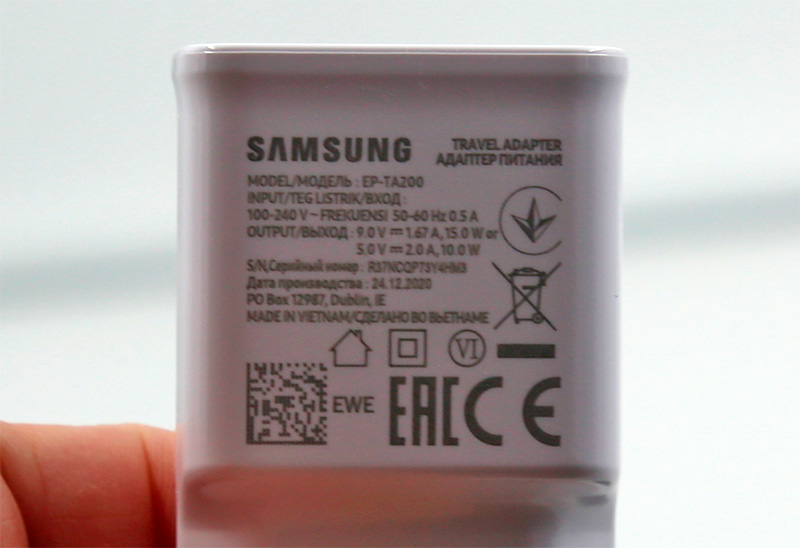 SAMSUNG
TRAVEL ADAPTER
АДАПТЕР ПИТАНИЯ
MODEL/МОДЕЛЬ : EP-TA200
INPUT/TEG LISTRIK/ВХОД :
100-240 V ~ FREKUENSI 50-60 Hz 0.5 A
OUTPUT/ВЫХОД : 9.0 V ⎓ 1.67 A, 15.0 W or
5.0 V ⎓ 2.0 A, 10.0 W
S/N,Серийный номер : R37NCQP73Y4HM3
Дата производства : 24.12.2020
PO Box 12987, Dublin, IE
MADE IN VIETNAM/СДЕЛАНО ВО ВЬЕТНАМЕ
VI
EWE
EAC CE